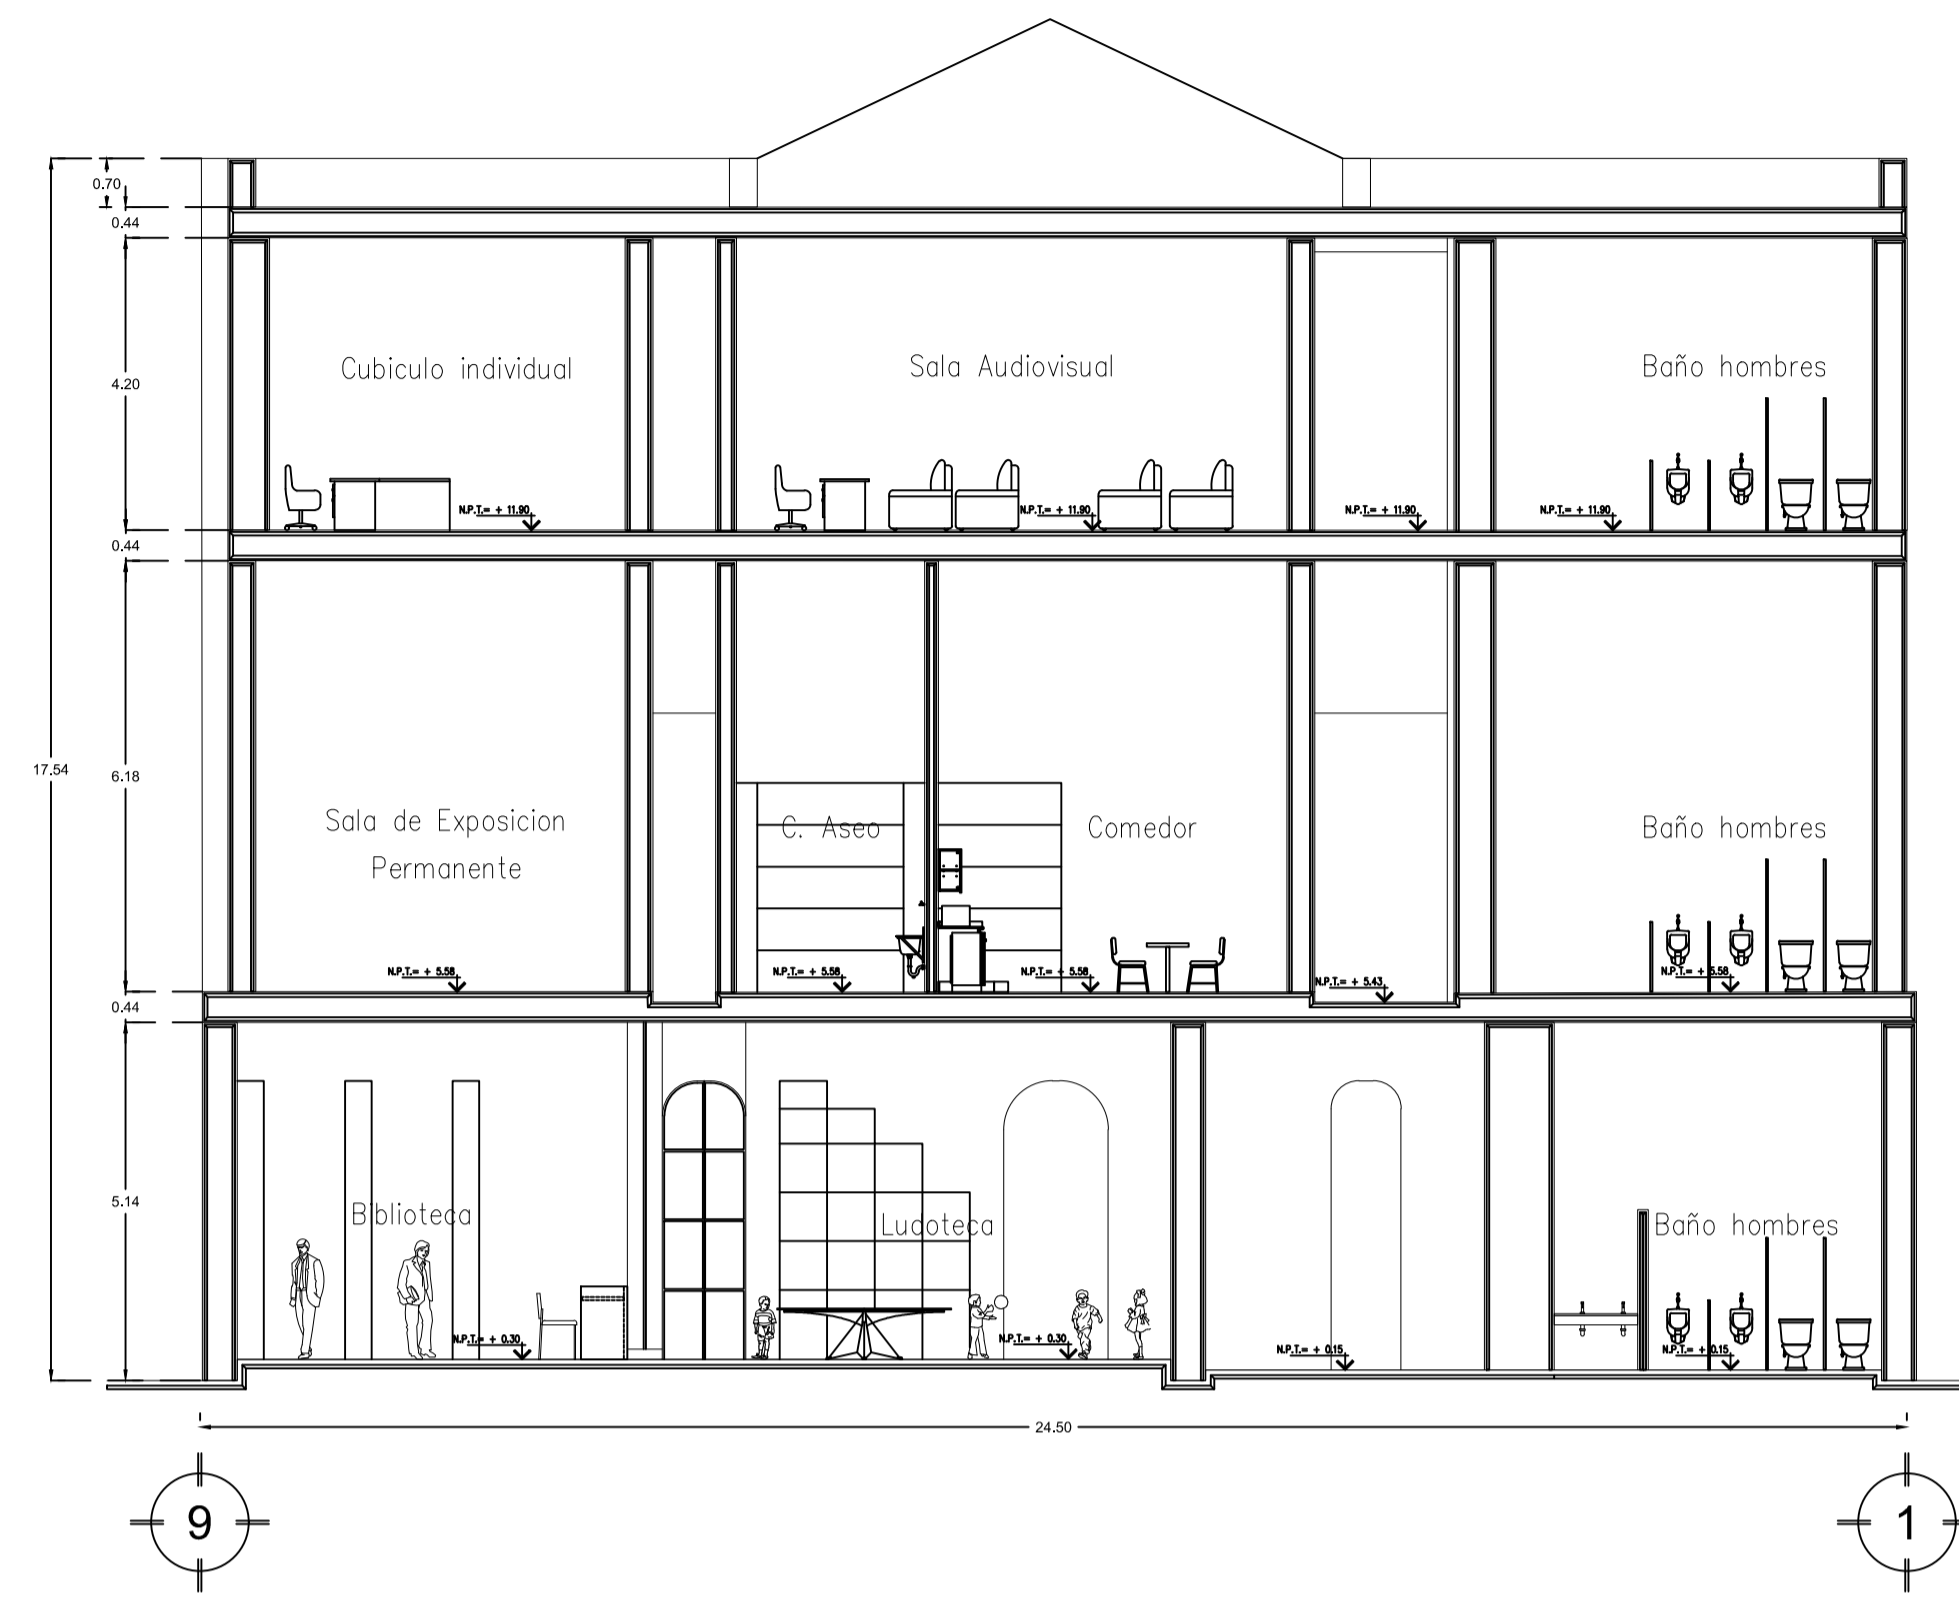 0.70
0.44
4.20
Cubiculo individual
Sala Audiovisual
Baño hombres
N.P.T.= + 11.90
N.P.T.= + 11.90
N.P.T.= + 11.90
N.P.T.= + 11.90
0.44
17.54
6.18
Sala de Exposicion
Permanente
C. Aseo
Comedor
Baño hombres
N.P.T.= + 5.58
N.P.T.= + 5.58
N.P.T.= + 5.58
N.P.T.= + 5.43
N.P.T.= + 5.58
0.44
5.14
Biblioteca
Ludoteca
Baño hombres
N.P.T.= + 0.30
N.P.T.= + 0.30
N.P.T.= + 0.15
N.P.T.= + 0.15
24.50
9
1